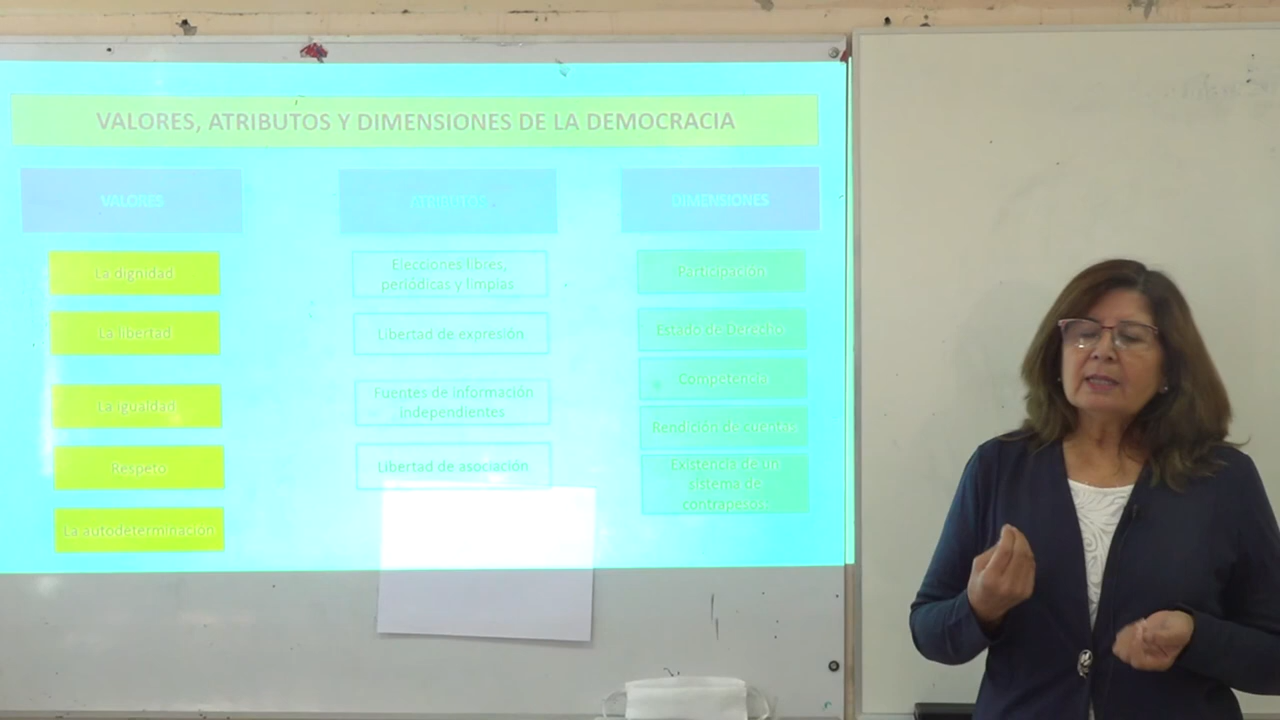 VALORES, ATRIBUTOS Y DIMENSIONES DE LA DEMOCRACIA
VALORES
La dignidad
La libertad
La igualdad
Respeto
La autodeterminación
ATRIBUTOS
Elecciones libres,
periódicas y limpias
Libertad de expresión
Fuentes de información
independientes
Libertad de asociación
DIMENSIONES
Participación
Estado de Derecho
Competencia
Rendición de cuentas
Existencia de un
sistema de
contrapesos.